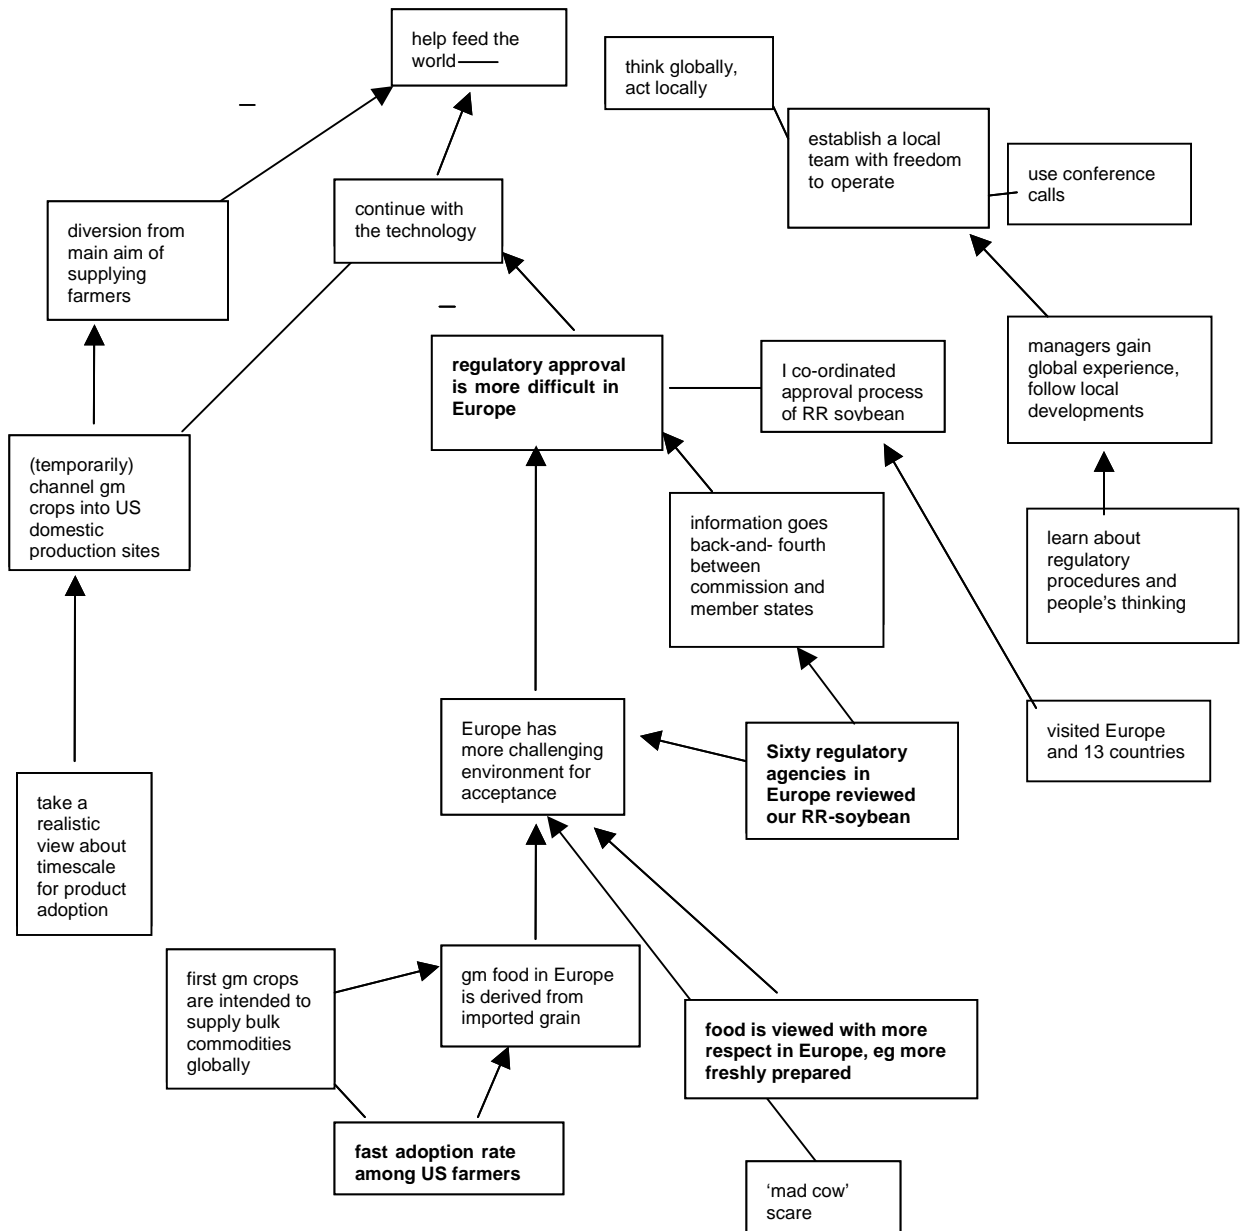 help feed the
world
think globally,
act locally
establish a local
team with freedom
to operate
use conference
calls
diversion from
main aim of
supplying
farmers
continue with
the technology
regulatory approval
is more difficult in
Europe
I co-ordinated
approval process
of RR soybean
managers gain
global experience,
follow local
developments
(temporarily)
channel gm
crops into US
domestic
production sites
information goes
back-and- fourth
between
commission and
member states
learn about
regulatory
procedures and
people’s thinking
Europe has
more challenging
environment for
acceptance
Sixty regulatory
agencies in
Europe reviewed
our RR-soybean
visited Europe
and 13 countries
take a
realistic
view about
timescale
for product
adoption
first gm crops
are intended to
supply bulk
commodities
globally
gm food in Europe
is derived from
imported grain
food is viewed with more
respect in Europe, eg more
freshly prepared
fast adoption rate
among US farmers
‘mad cow’
scare